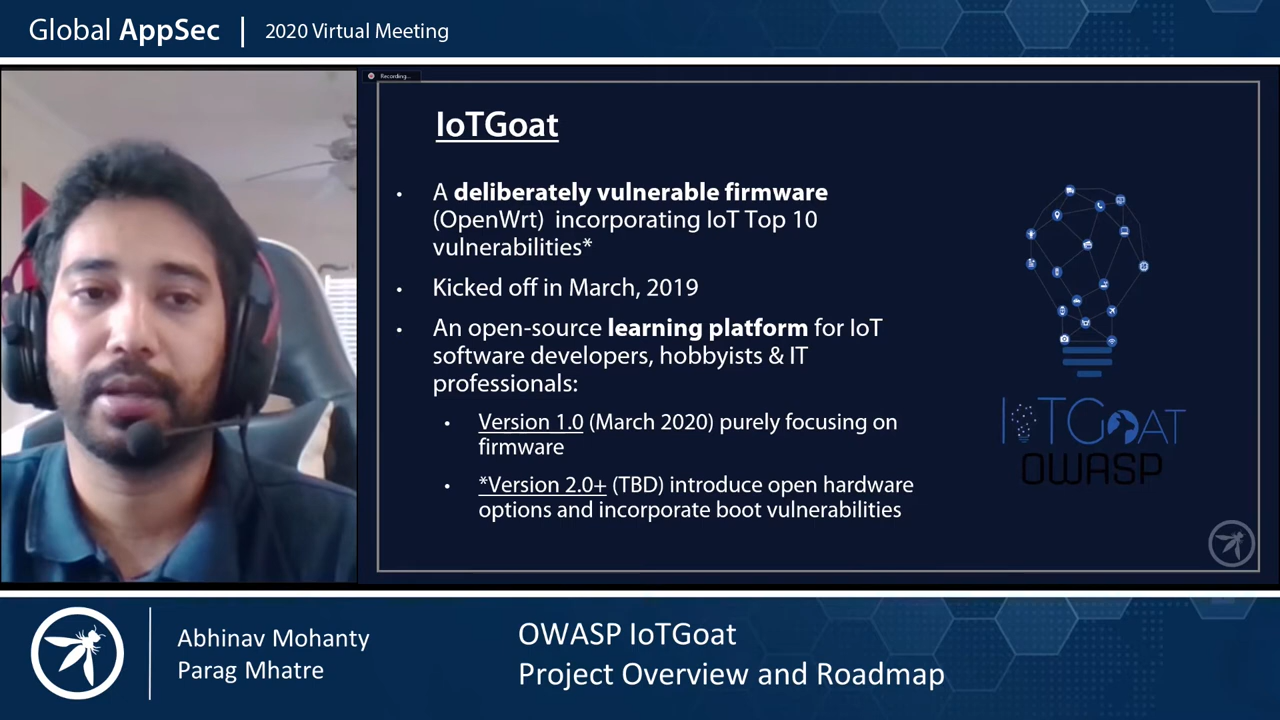 Global AppSec | 2020 Virtual Meeting
Recording...
IoTGoat
• A deliberately vulnerable firmware
(OpenWrt) incorporating IoT Top 10
vulnerabilities*
• Kicked off in March, 2019
• An open-source learning platform for IoT
software developers, hobbyists & IT
professionals:
• Version 1.0 (March 2020) purely focusing on
firmware
• *Version 2.0+ (TBD) introduce open hardware
options and incorporate boot vulnerabilities
IoTGOAT
OWASP
Abhinav Mohanty
Parag Mhatre
OWASP IoTGoat
Project Overview and Roadmap